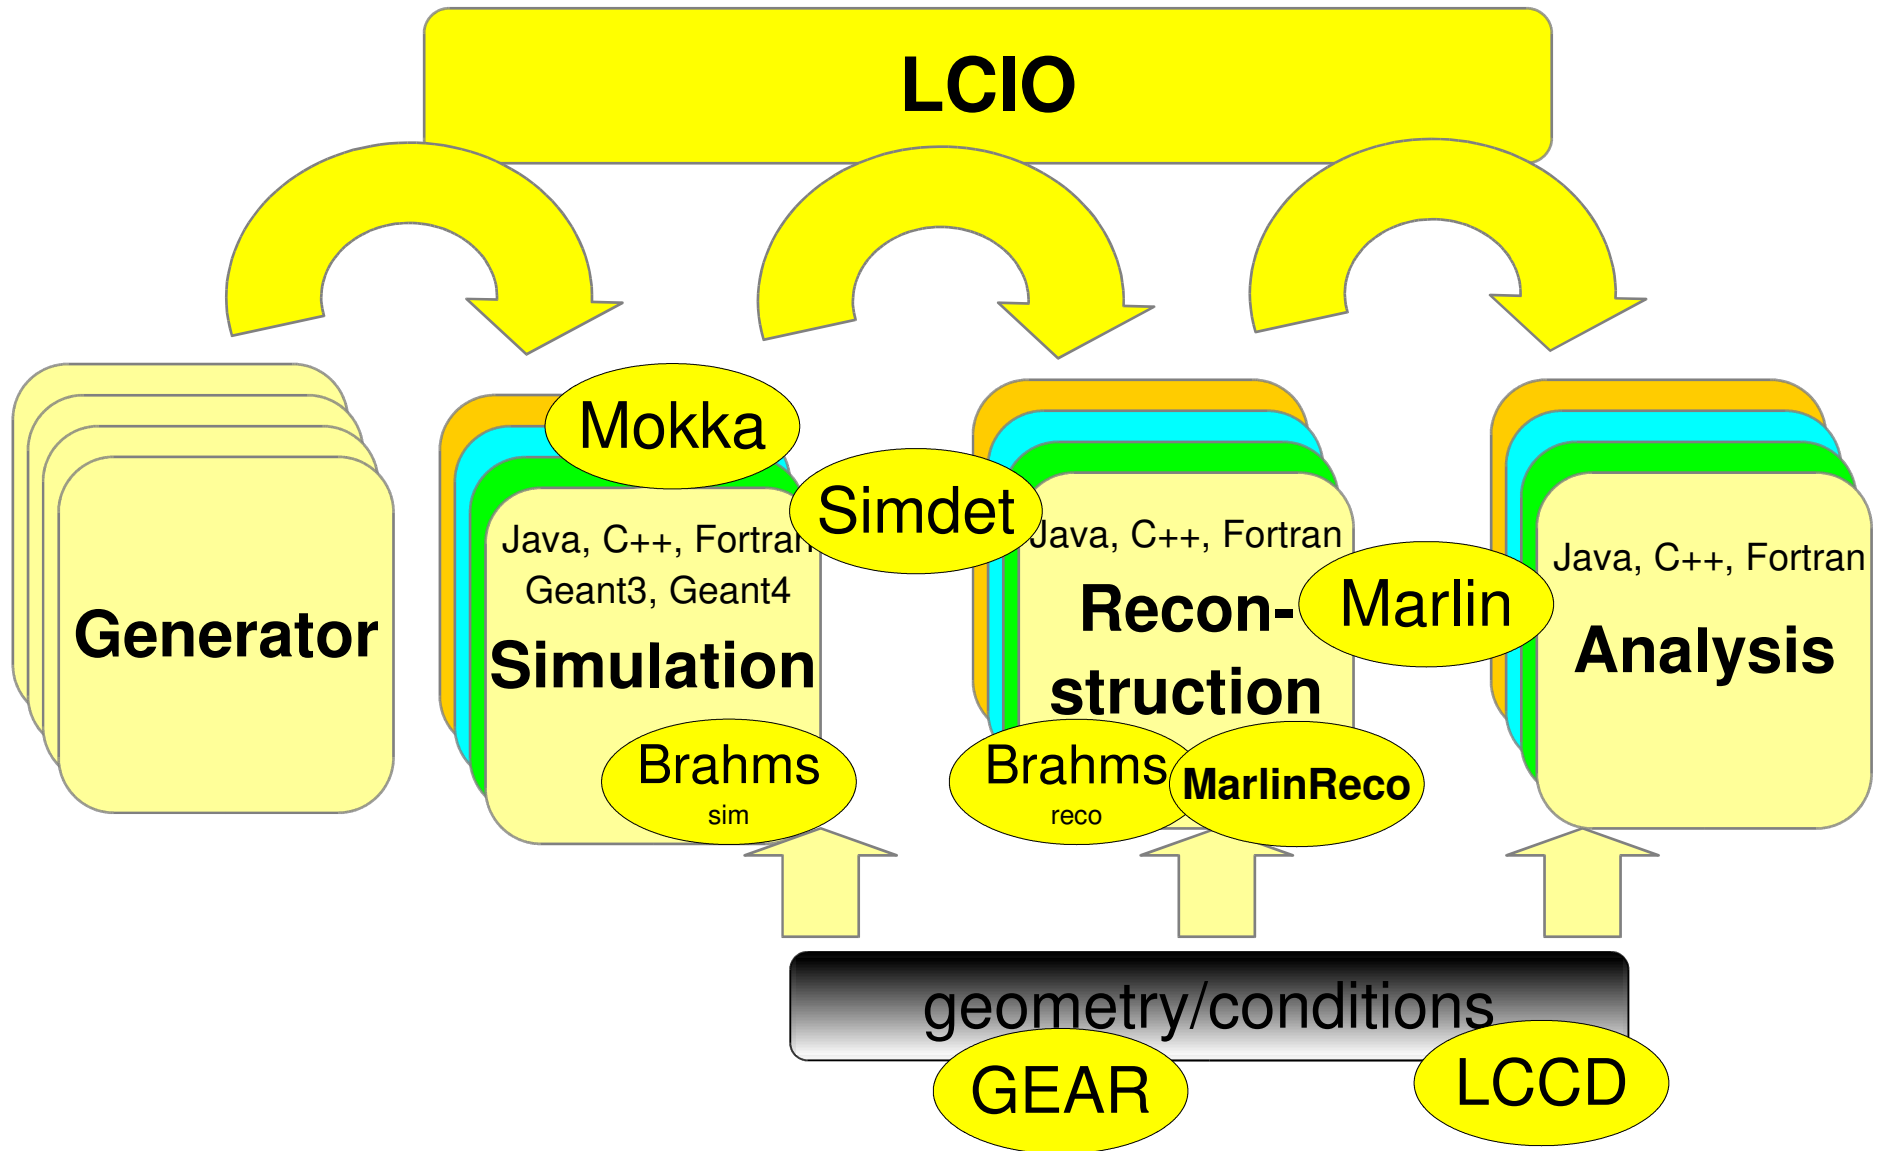 LCIO
Mokka
Simdet
Java, C++, Fortran
Geant3, Geant4
Simulation
Generator
Java, C++, Fortran
Recon-
struction
Marlin
Java, C++, Fortran
Analysis
Brahms
sim
Brahms
reco
MarlinReco
geometry/conditions
GEAR
LCCD